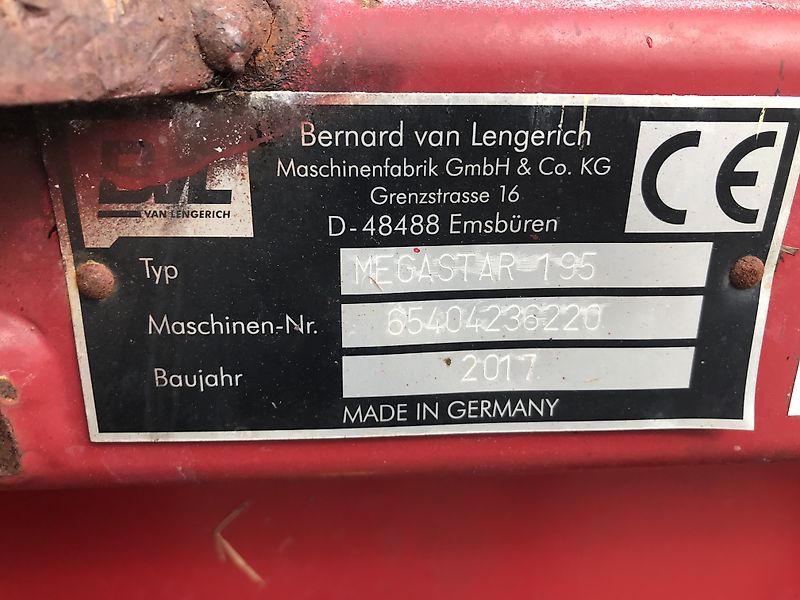 BVL
VAN LENGERICH
Bernard van Lengerich
Maschinenfabrik GmbH & Co. KG
Grenzstrasse 16
D-48488 Emsbüren
CE
Typ MEGASTAR 195
Maschinen-Nr. 65404236220
Baujahr 2017
MADE IN GERMANY